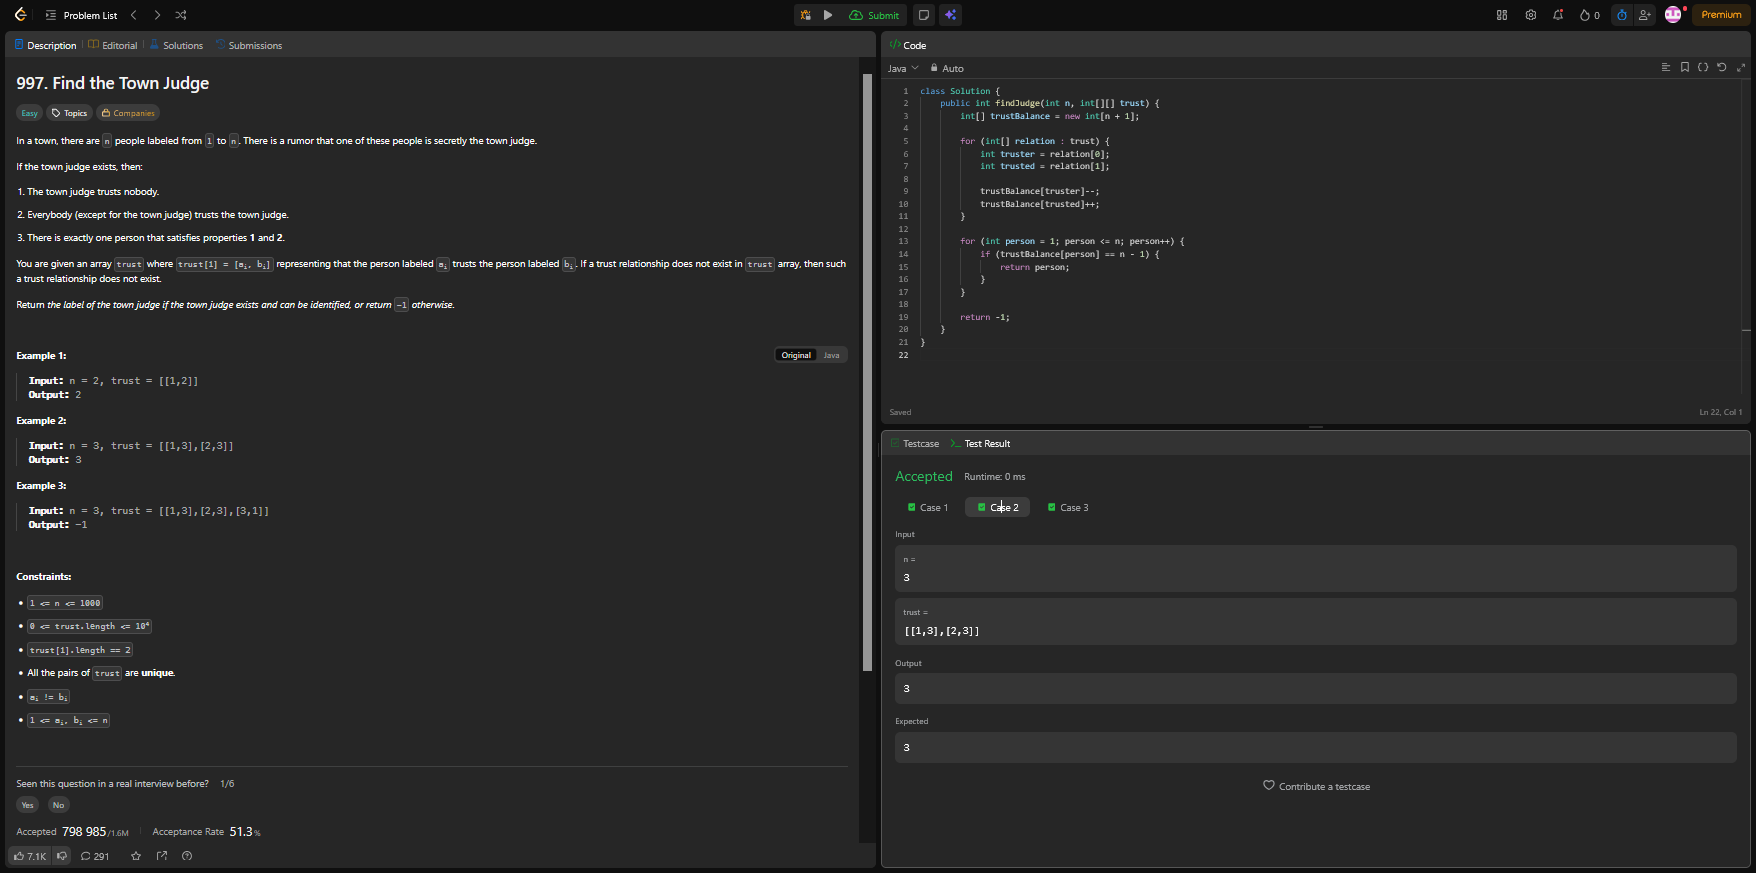 Problem List
Submit
0
Premium
Description
Editorial
Solutions
Submissions
997. Find the Town Judge
Easy
Topics
Companies
In a town, there are n people labeled from 1 to n. There is a rumor that one of these people is secretly the town judge.
If the town judge exists, then:
1. The town judge trusts nobody.
2. Everybody (except for the town judge) trusts the town judge.
3. There is exactly one person that satisfies properties 1 and 2.
You are given an array trust where trust[i] = [ai, bi] representing that the person labeled ai trusts the person labeled bi. If a trust relationship does not exist in trust array, then such
a trust relationship does not exist.
Return the label of the town judge if the town judge exists and can be identified, or return -1 otherwise.
Example 1:
Original
Java
Input: n = 2, trust = [[1,2]]
Output: 2
Example 2:
Input: n = 3, trust = [[1,3],[2,3]]
Output: 3
Example 3:
Input: n = 3, trust = [[1,3],[2,3],[3,1]]
Output: -1
Constraints:
• 1 <= n <= 1000
• 0 <= trust.length <= 10⁴
• trust[i].length == 2
• All the pairs of trust are unique.
• ai != bi
• 1 <= ai, bi <= n
Seen this question in a real interview before? 1/6
Yes
No
Accepted 798 985/1.6M
Acceptance Rate 51.3%
7.1K
291
</> Code
Java
Auto
1 class Solution {
2 public int findJudge(int n, int[][] trust) {
3 int[] trustBalance = new int[n + 1];
4
5 for (int[] relation : trust) {
6 int truster = relation[0];
7 int trusted = relation[1];
8
9 trustBalance[truster]--;
10 trustBalance[trusted]++;
11 }
12
13 for (int person = 1; person <= n; person++) {
14 if (trustBalance[person] == n - 1) {
15 return person;
16 }
17 }
18
19 return -1;
20 }
21 }
22
Saved
Ln 22, Col 1
Testcase
>_ Test Result
Accepted
Runtime: 0 ms
Case 1
Case 2
Case 3
Input
n =
3
trust =
[[1,3],[2,3]]
Output
3
Expected
3
Contribute a testcase